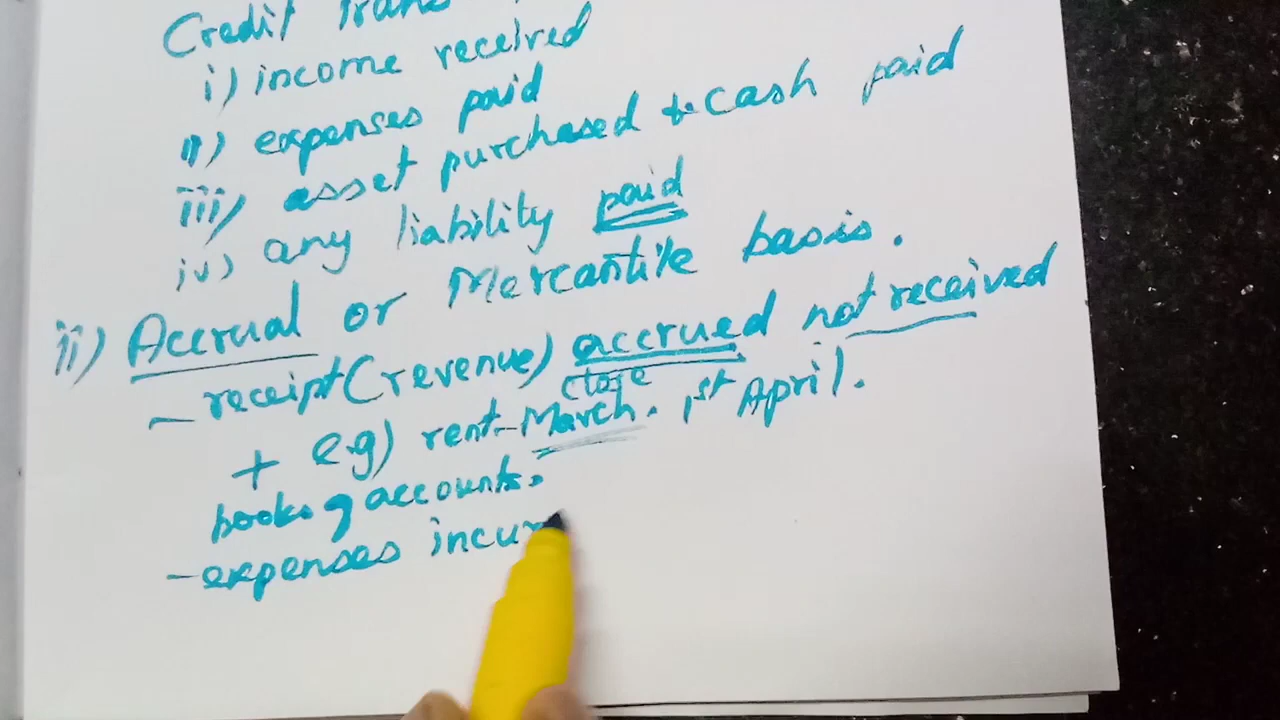 Credit Trans
i) income received
ii) expenses paid
iii) asset purchased & cash paid
iv) any liability paid
ii) Accrual or Mercantile basis.
- receipt (revenue) accrued not received
close
+ e.g) rent - March. 1st April.
books of accounts.
- expenses incur